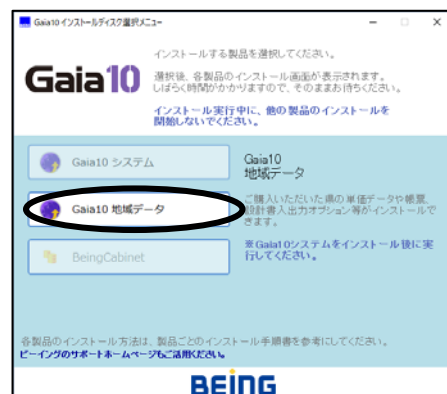 Gaia10 インストールディスク選択メニュー
インストールする製品を選択してください。
Gaia10
選択後、各製品のインストール画面が表示されます。
しばらく時間がかかりますので、そのままお待ちください。
インストール実行中に、他の製品のインストールを
開始しないでください。
Gaia10 システム
Gaia10 地域データ
BeingCabinet
Gaia10
地域データ
ご購入いただいた県の単価データや帳票、
設計書入出力オプション等がインストールで
きます。
※Gaia10システムをインストール後に実
行してください。
各製品のインストール方法は、製品ごとのインストール手順書を参考にしてください。
ビーイングのサポートホームページもご活用ください。
BEING